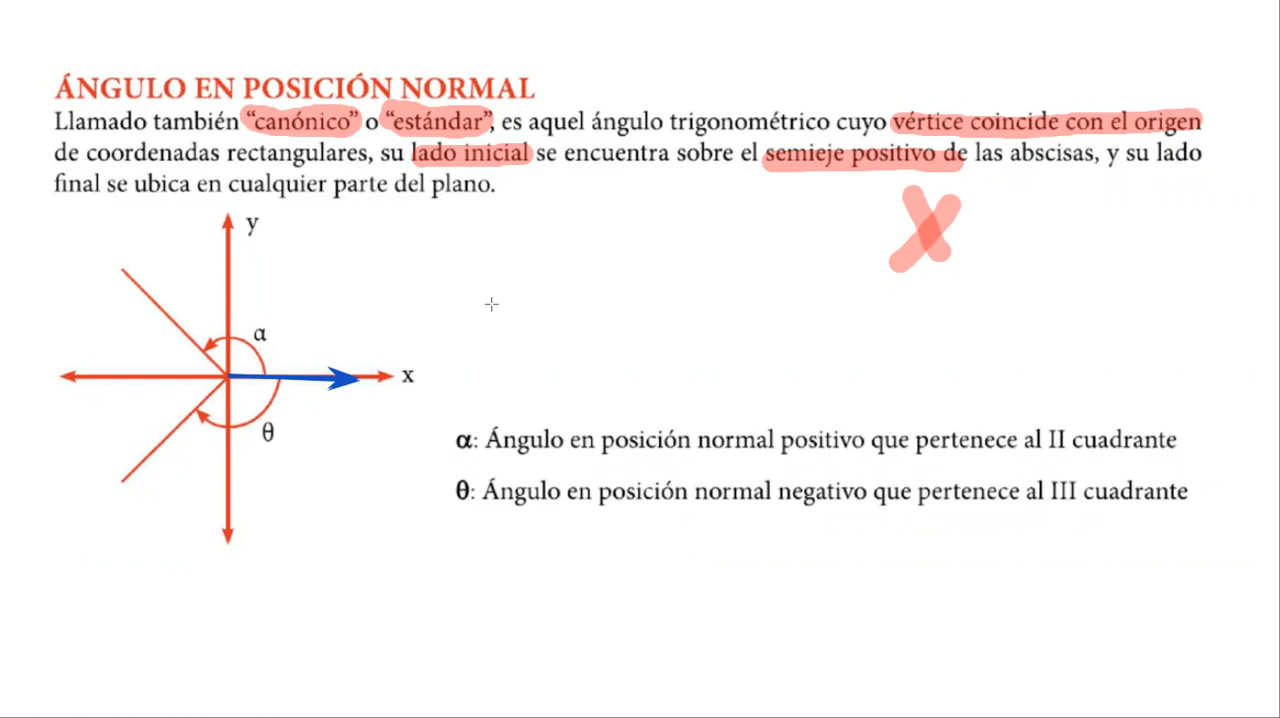 ÁNGULO EN POSICIÓN NORMAL
Llamado también “canónico” o “estándar”, es aquel ángulo trigonométrico cuyo vértice coincide con el origen
de coordenadas rectangulares, su lado inicial se encuentra sobre el semieje positivo de las abscisas, y su lado
final se ubica en cualquier parte del plano.
y
α
x
θ
α: Ángulo en posición normal positivo que pertenece al II cuadrante
θ: Ángulo en posición normal negativo que pertenece al III cuadrante